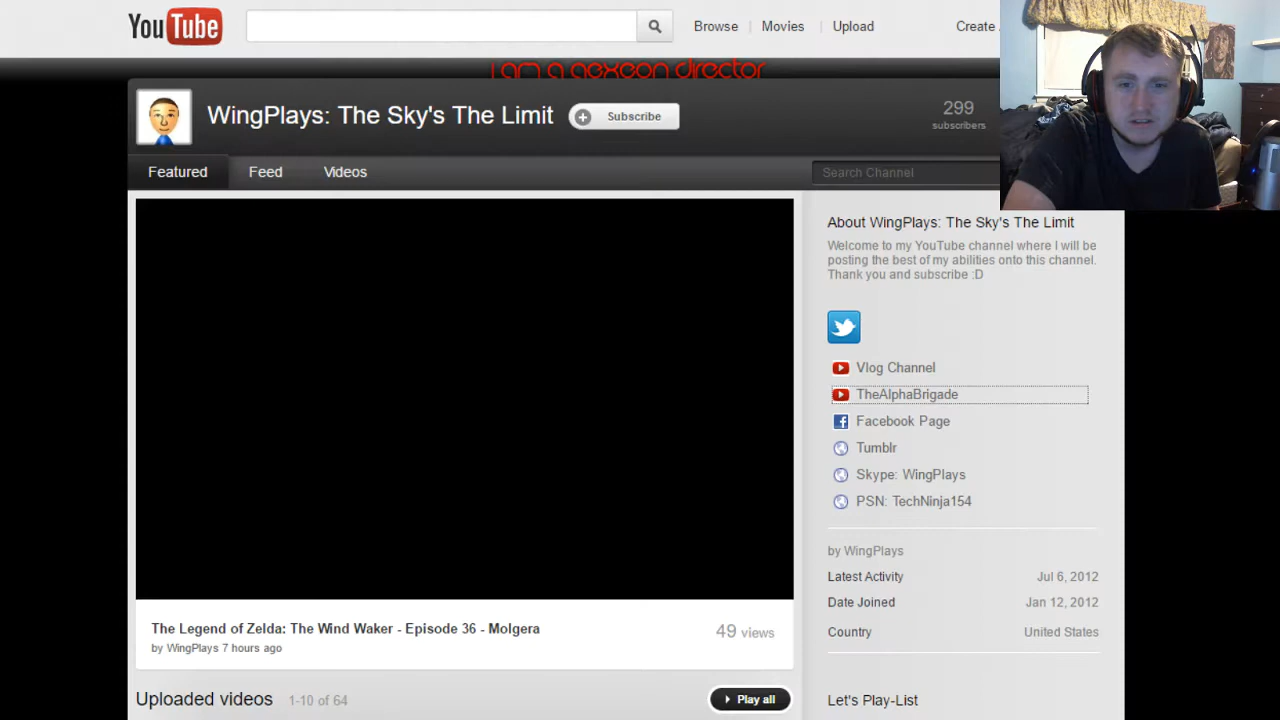 YouTube
Browse
Movies
Upload
Create
i am a aexeon director
WingPlays: The Sky's The Limit
Subscribe
299
subscribers
Featured
Feed
Videos
Search Channel
About WingPlays: The Sky's The Limit
Welcome to my YouTube channel where I will be
posting the best of my abilities onto this channel.
Thank you and subscribe :D
Vlog Channel
TheAlphaBrigade
Facebook Page
Tumblr
Skype: WingPlays
PSN: TechNinja154
by WingPlays
Latest Activity Jul 6, 2012
Date Joined Jan 12, 2012
Country United States
The Legend of Zelda: The Wind Waker - Episode 36 - Molgera
49 views
by WingPlays 7 hours ago
Uploaded videos 1-10 of 64
Play all
Let's Play-List